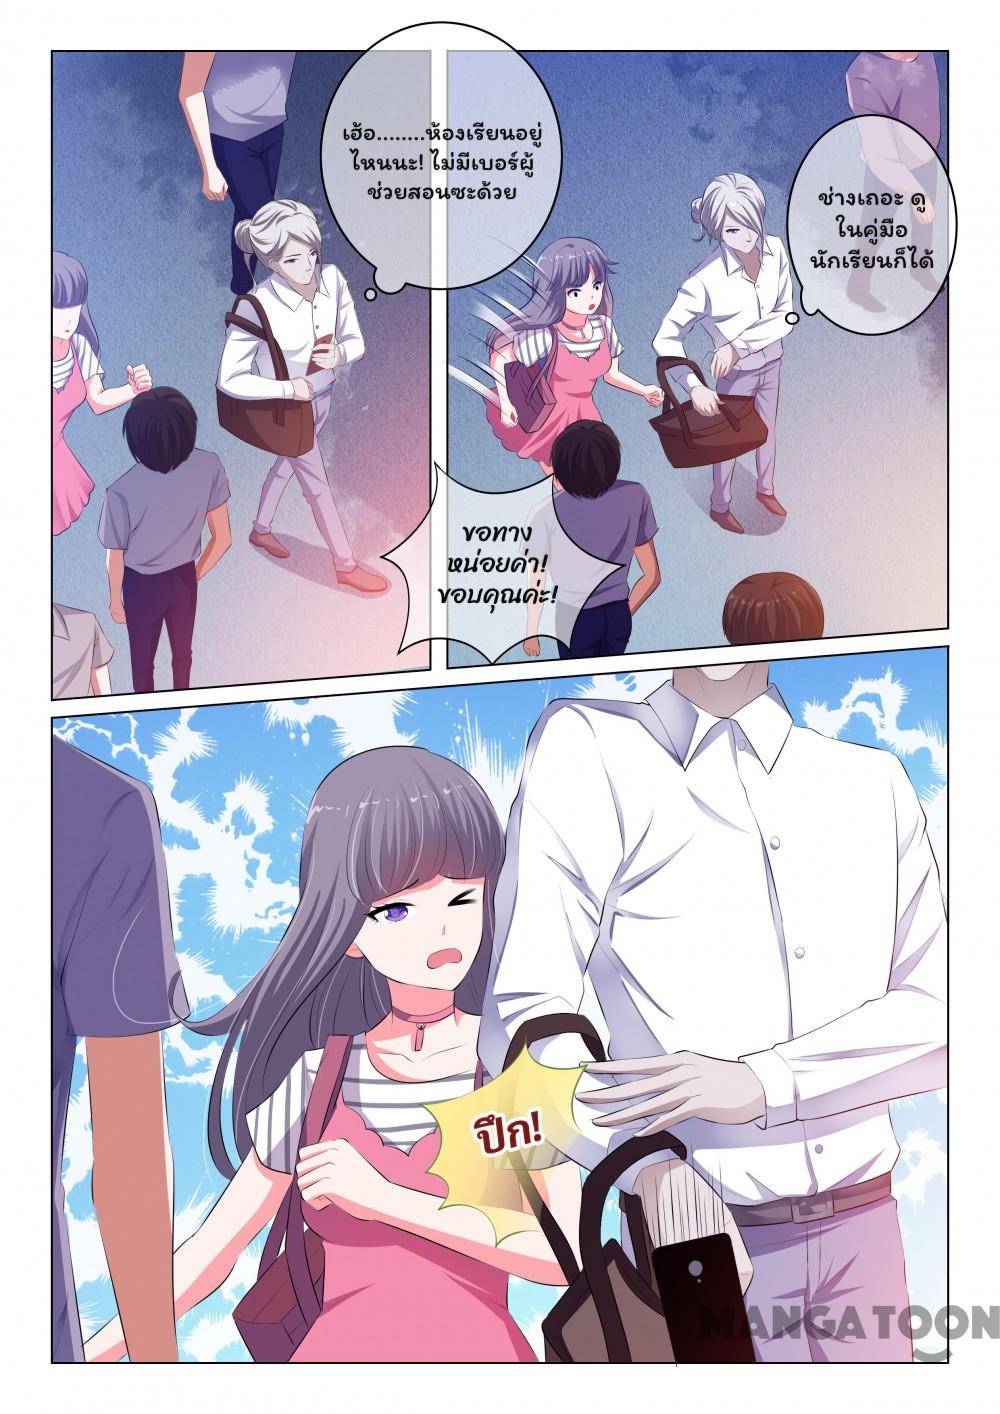 เฮ้อ........ห้องเรียนอยู่
ไหนนะ! ไม่มีเบอร์ผู้
ช่วยสอนซะด้วย
ช่างเถอะ ดู
ในคู่มือ
นักเรียนก็ได้
ขอทาง
หน่อยค่า!
ขอบคุณค่ะ!
ปึก!
MANGATOON